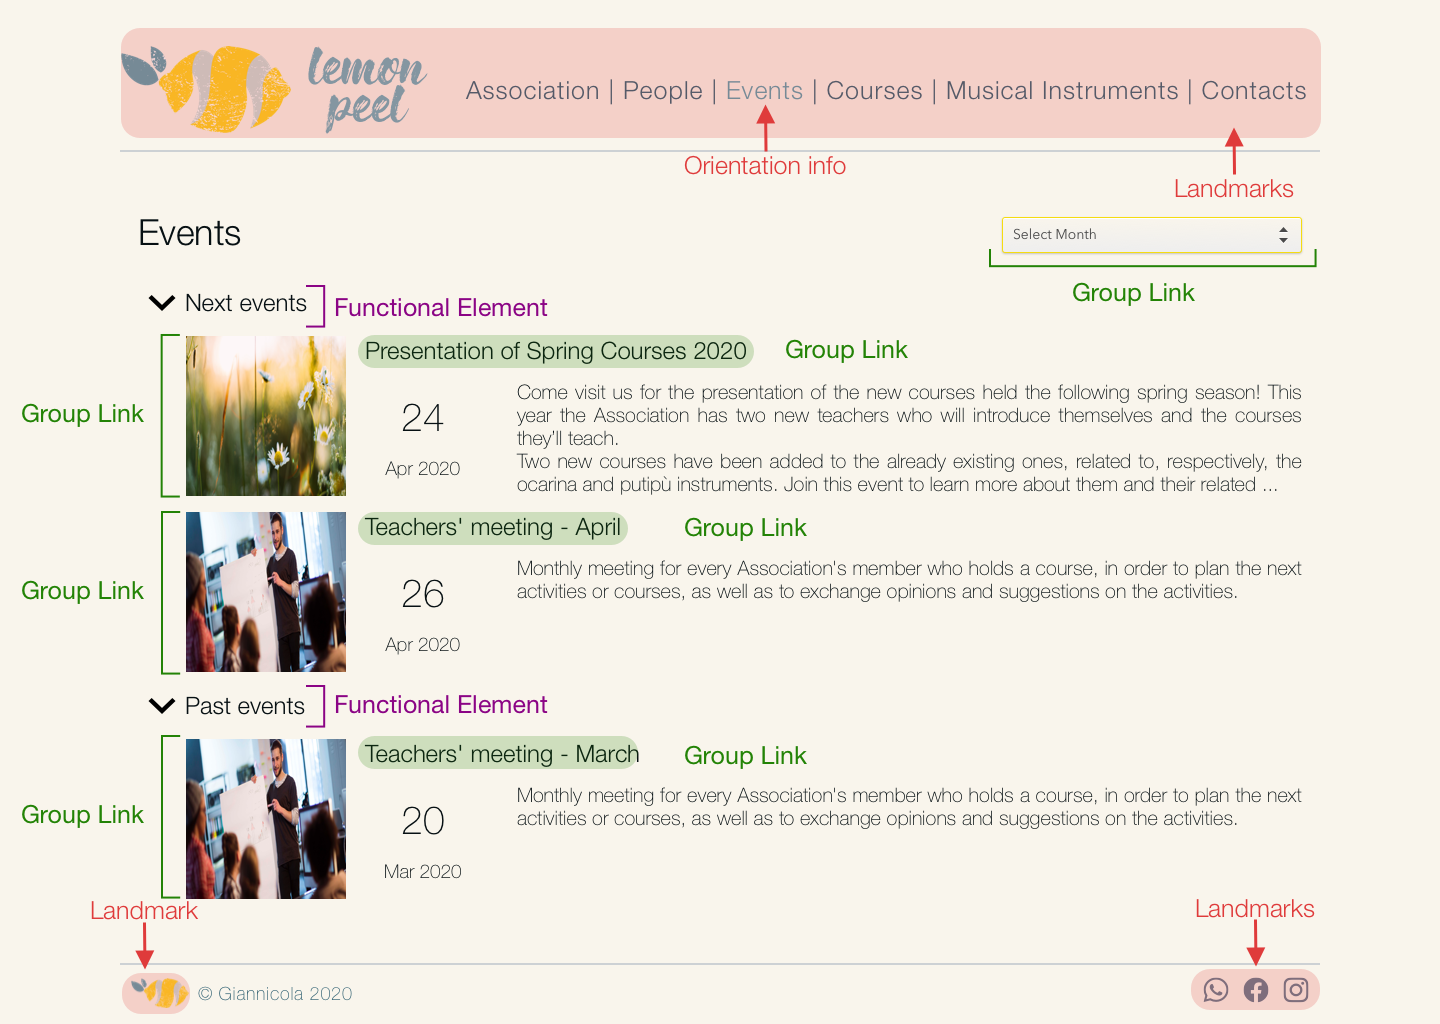 lemon
peel
Association | People | Events | Courses | Musical Instruments | Contacts
Orientation info
Landmarks
Events
Select Month
Group Link
Next events
Functional Element
Presentation of Spring Courses 2020
Group Link
Group Link
24
Apr 2020
Come visit us for the presentation of the new courses held the following spring season! This
year the Association has two new teachers who will introduce themselves and the courses
they'll teach.
Two new courses have been added to the already existing ones, related to, respectively, the
ocarina and putipù instruments. Join this event to learn more about them and their related ...
Teachers' meeting - April
Group Link
Group Link
26
Apr 2020
Monthly meeting for every Association's member who holds a course, in order to plan the next
activities or courses, as well as to exchange opinions and suggestions on the activities.
Past events
Functional Element
Teachers' meeting - March
Group Link
Group Link
20
Mar 2020
Monthly meeting for every Association's member who holds a course, in order to plan the next
activities or courses, as well as to exchange opinions and suggestions on the activities.
Landmark
Landmarks
© Giannicola 2020